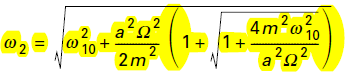 ω₂ = √(ω₁₀² + a²Ω²/2m² (1 + √(1 + 4m²ω₁₀²/a²Ω²)))